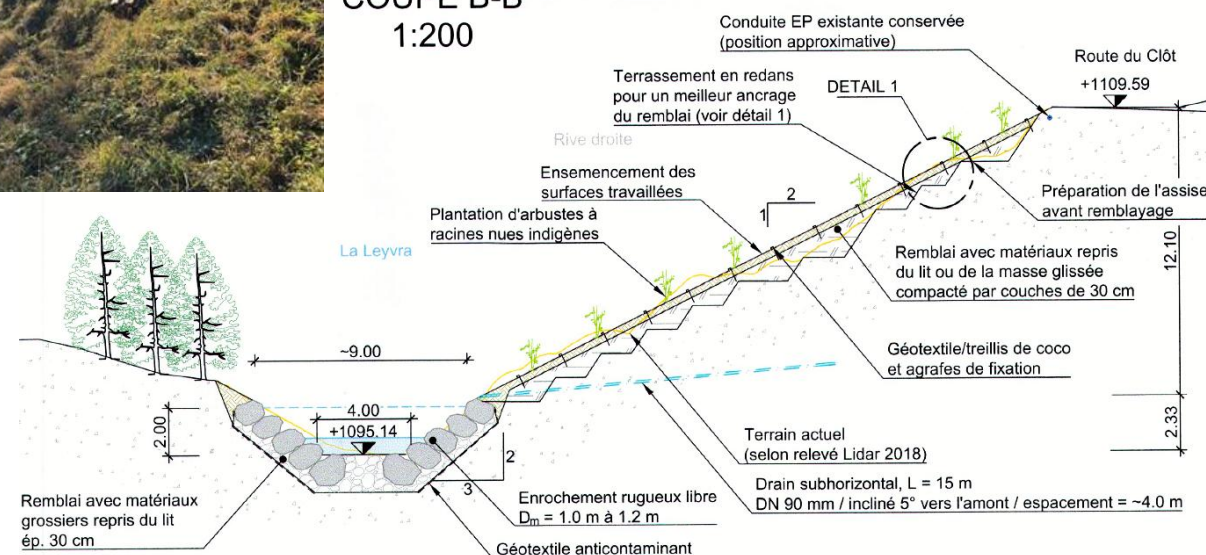 COUPE B-B
1:200
Conduite EP existante conservée
(position approximative)
Route du Clôt
+1109.59
Terrassement en redans
pour un meilleur ancrage
du remblai (voir détail 1)
DETAIL 1
Rive droite
Ensemencement des
surfaces travaillées
2
1
Préparation de l'assise
avant remblayage
Plantation d'arbustes à
racines nues indigènes
La Leyvra
Remblai avec matériaux repris
du lit ou de la masse glissée
compacté par couches de 30 cm
12.10
~9.00
Géotextile/treillis de coco
et agrafes de fixation
4.00
2.00
+1095.14
2.33
Terrain actuel
(selon relevé Lidar 2018)
2
3
Drain subhorizontal, L = 15 m
DN 90 mm / incliné 5° vers l'amont / espacement = ~4.0 m
Remblai avec matériaux
grossiers repris du lit
ép. 30 cm
Enrochement rugueux libre
Dm = 1.0 m à 1.2 m
Géotextile anticontaminant